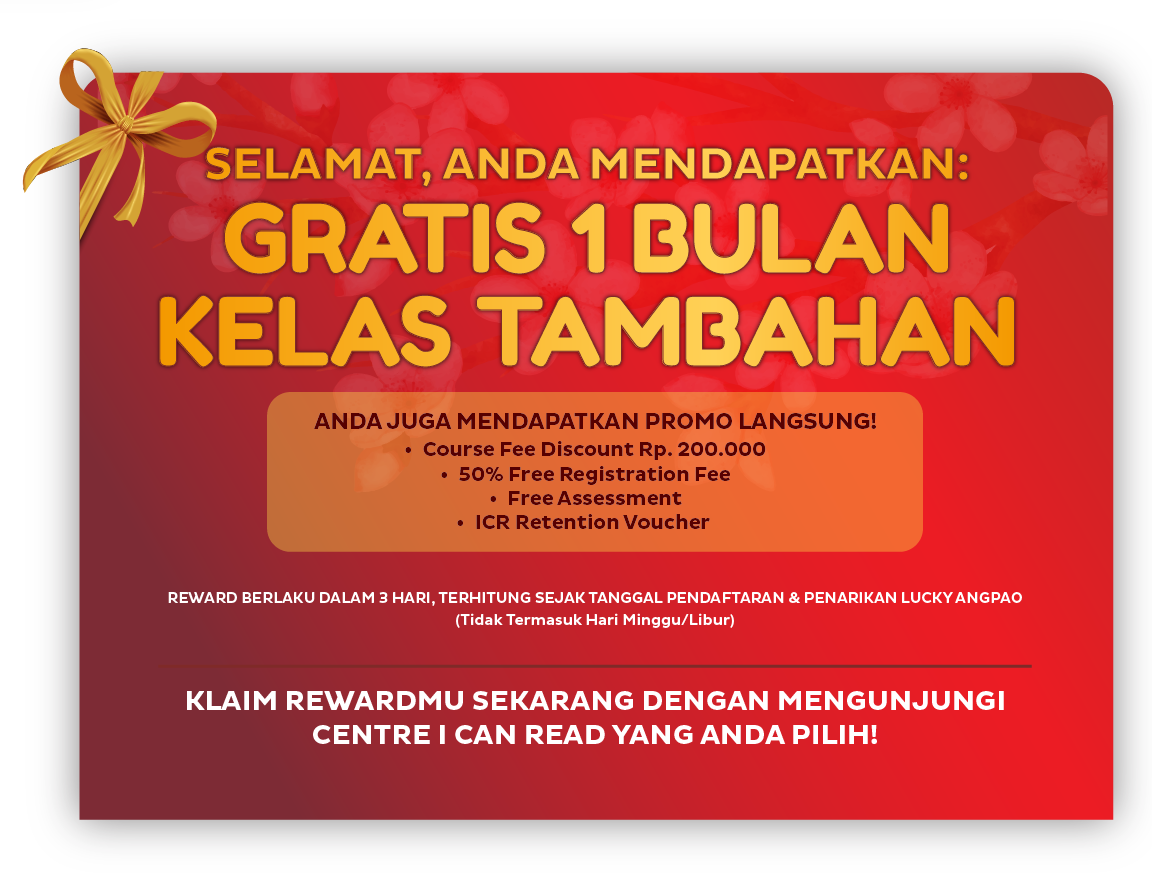 SELAMAT, ANDA MENDAPATKAN:
GRATIS 1 BULAN
KELAS TAMBAHAN
ANDA JUGA MENDAPATKAN PROMO LANGSUNG!
• Course Fee Discount Rp. 200.000
• 50% Free Registration Fee
• Free Assessment
• ICR Retention Voucher
REWARD BERLAKU DALAM 3 HARI, TERHITUNG SEJAK TANGGAL PENDAFTARAN & PENARIKAN LUCKY ANGPAO
(Tidak Termasuk Hari Minggu/Libur)
KLAIM REWARDMU SEKARANG DENGAN MENGUNJUNGI
CENTRE I CAN READ YANG ANDA PILIH!